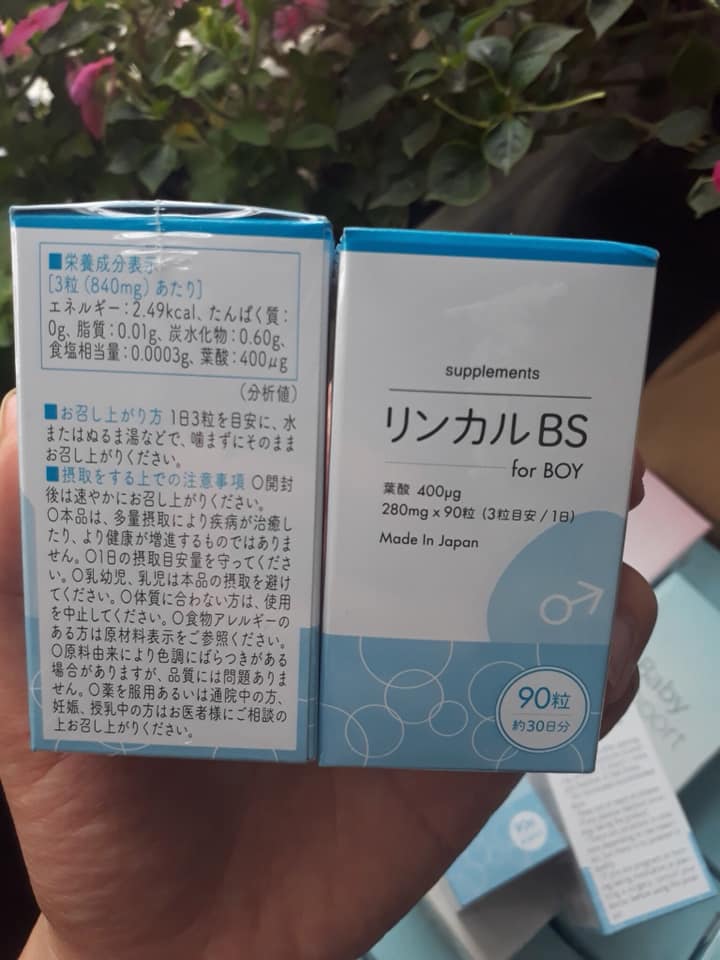 ■栄養成分表示
[3粒(840mg)あたり]
エネルギー:2.49kcal、たんぱく質:
0g、脂質:0.01g、炭水化物:0.60g、
食塩相当量:0.0003g、葉酸:400μg
(分析値)
■お召し上がり方 1日3粒を目安に、水
またはぬるま湯などで、噛まずにそのまま
お召し上がりください。
■摂取をする上での注意事項 〇開封
後は速やかにお召し上がりください。
〇本品は、多量摂取により疾病が治癒し
たり、より健康が増進するものではありま
せん。〇1日の摂取目安量を守ってくださ
い。〇乳幼児、乳児は本品の摂取を避け
てください。〇体質に合わない方は、使用
を中止してください。〇食物アレルギーの
ある方は原材料表示をご参照ください。
〇原料由来により色調にばらつきがある
場合がありますが、品質には問題ありま
せん。〇薬を服用あるいは通院中の方、
妊娠、授乳中の方はお医者様にご相談の
上お召し上がりください。
supplements
リンカル BS
for BOY
葉酸 400μg
280mg x 90粒 (3粒目安/1日)
Made In Japan
90粒
約30日分
Baby